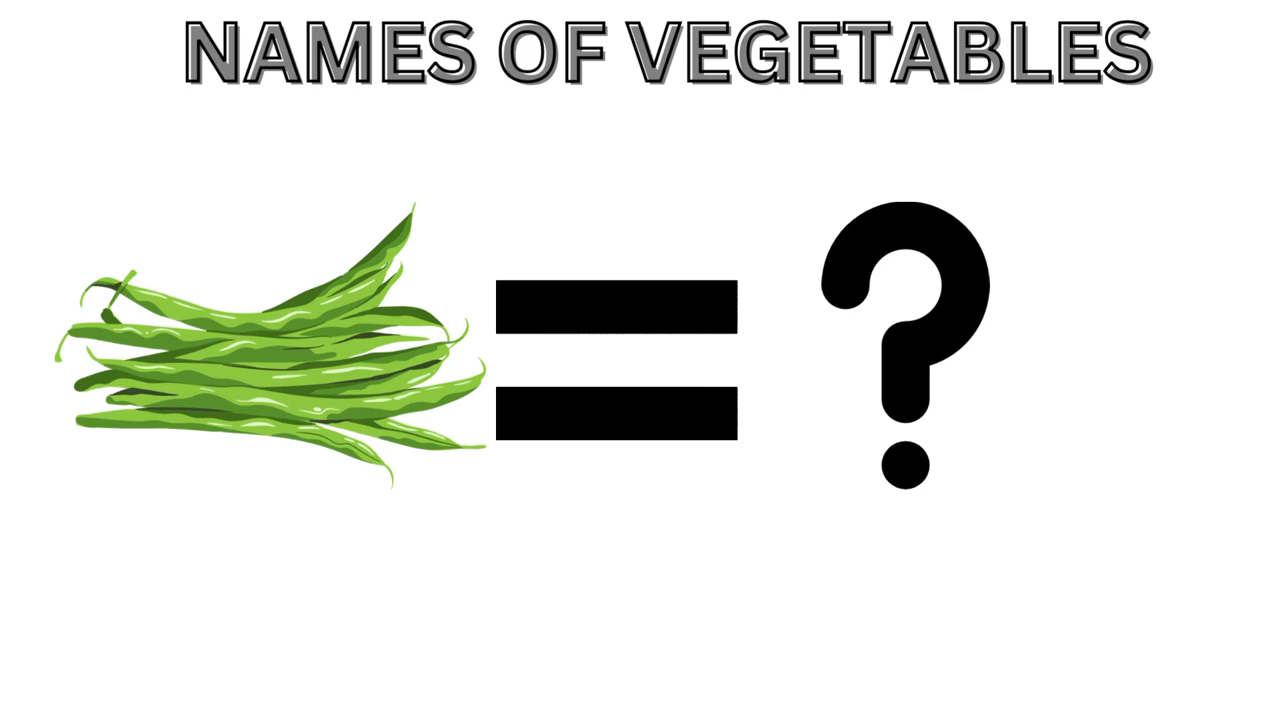 NAMES OF VEGETABLES
=
?